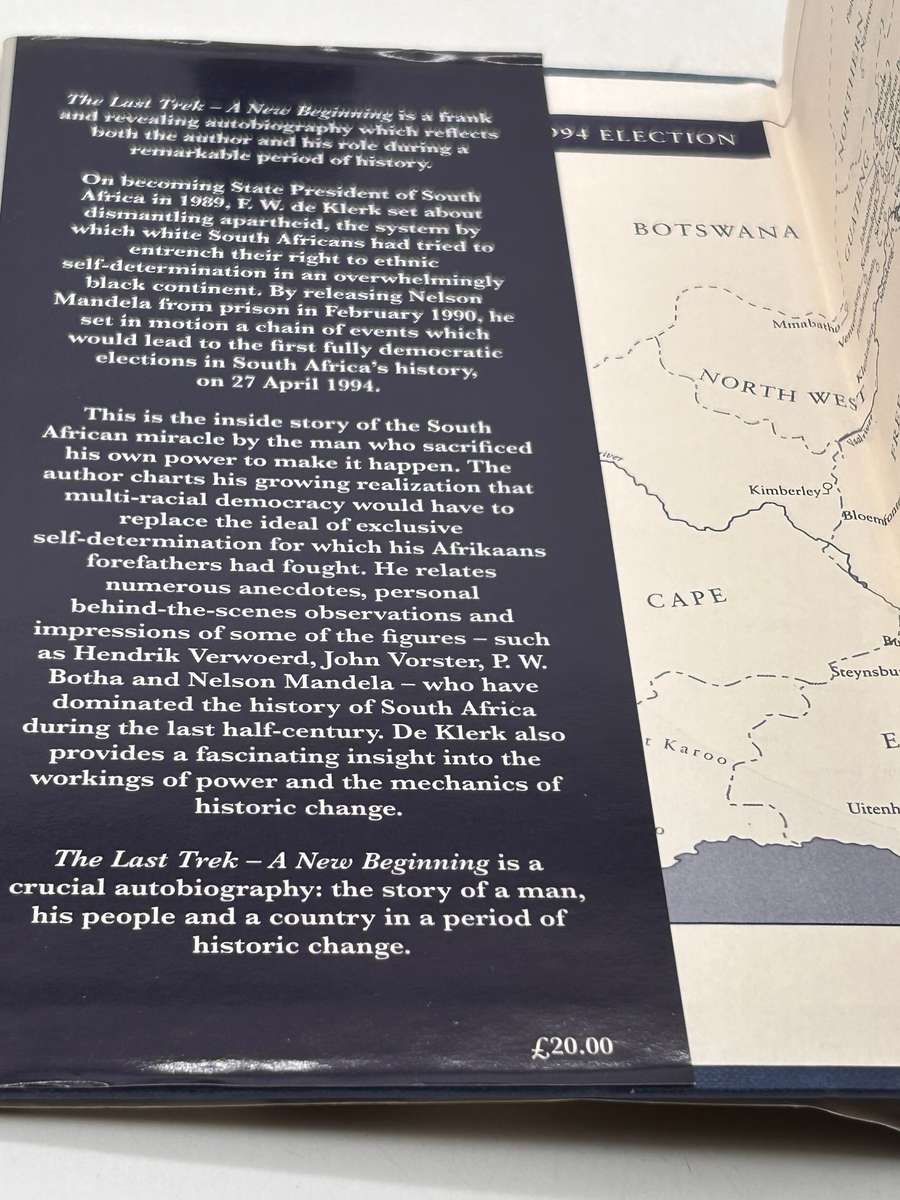 The Last Trek – A New Beginning is a frank
and revealing autobiography which reflects
both the author and his role during a
remarkable period of history.
On becoming State President of South
Africa in 1989, F. W. de Klerk set about
dismantling apartheid, the system by
which white South Africans had tried to
entrench their right to ethnic
self-determination in an overwhelmingly
black continent. By releasing Nelson
Mandela from prison in February 1990, he
set in motion a chain of events which
would lead to the first fully democratic
elections in South Africa's history,
on 27 April 1994.
This is the inside story of the South
African miracle by the man who sacrificed
his own power to make it happen. The
author charts his growing realization that
multi-racial democracy would have to
replace the ideal of exclusive
self-determination for which his Afrikaans
forefathers had fought. He relates
numerous anecdotes, personal
behind-the-scenes observations and
impressions of some of the figures – such
as Hendrik Verwoerd, John Vorster, P. W.
Botha and Nelson Mandela – who have
dominated the history of South Africa
during the last half-century. De Klerk also
provides a fascinating insight into the
workings of power and the mechanics of
historic change.
The Last Trek – A New Beginning is a
crucial autobiography: the story of a man,
his people and a country in a period of
historic change.
£20.00
994 ELECTION
BOTSWANA
NORTHERN
GAUTENG
Mmabatho
NORTH WEST
Kimberley
Bloemfon
CAPE
Steynsbu
t Karoo
Uitenh